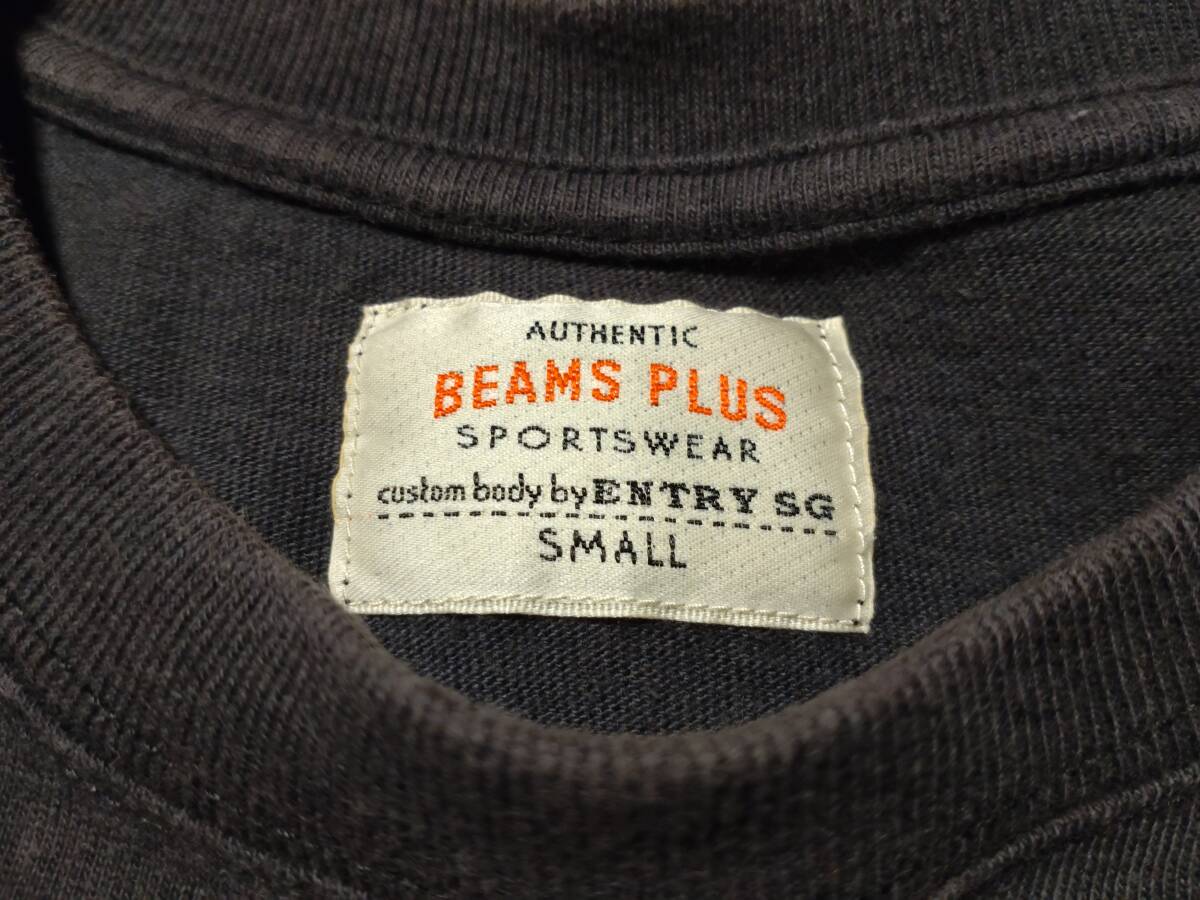 AUTHENTIC
BEAMS PLUS
SPORTSWEAR
custom body by ENTRY SG
SMALL